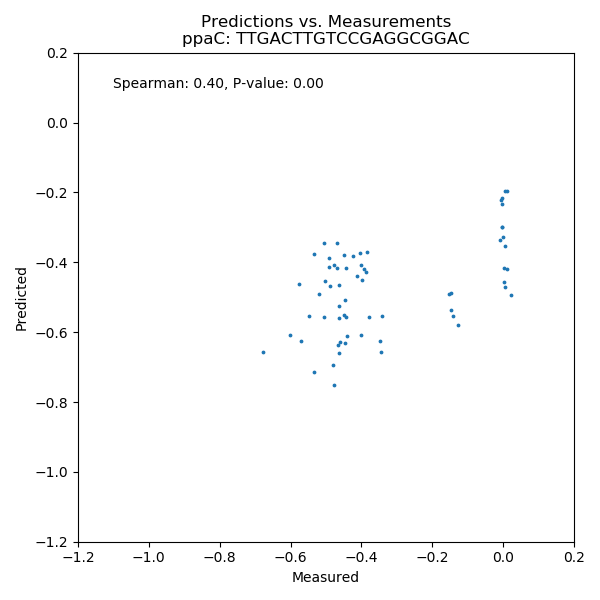 Predictions vs. Measurements
ppaC: TTGACTTGTCCGAGGCGGAC
Spearman: 0.40, P-value: 0.00
0.2
0.0
−0.2
−0.4
−0.6
−0.8
−1.0
−1.2
Predicted
−1.2 −1.0 −0.8 −0.6 −0.4 −0.2 0.0 0.2
Measured